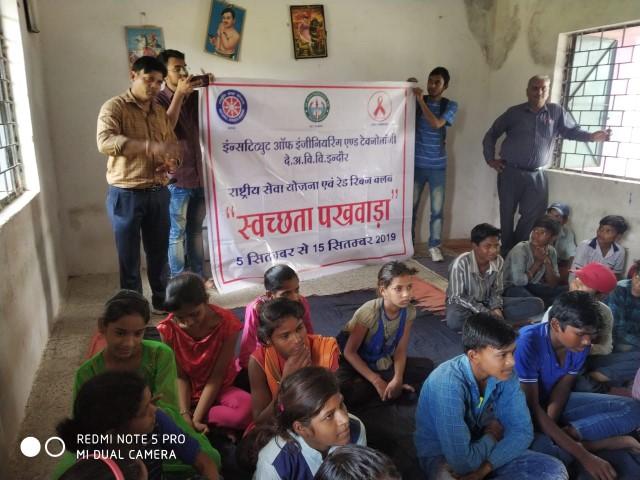 इंन्सटिट्युट ऑफ इंजीनियरिंग एण्ड टेक्नोलॉजी
दे.अ.वि.वि.इन्दौर
राष्ट्रीय सेवा योजना एवं रेड रिबन क्लब
"स्वच्छता पखवाड़ा"
5 सितम्बर से 15 सितम्बर 2019
REDMI NOTE 5 PRO
MI DUAL CAMERA